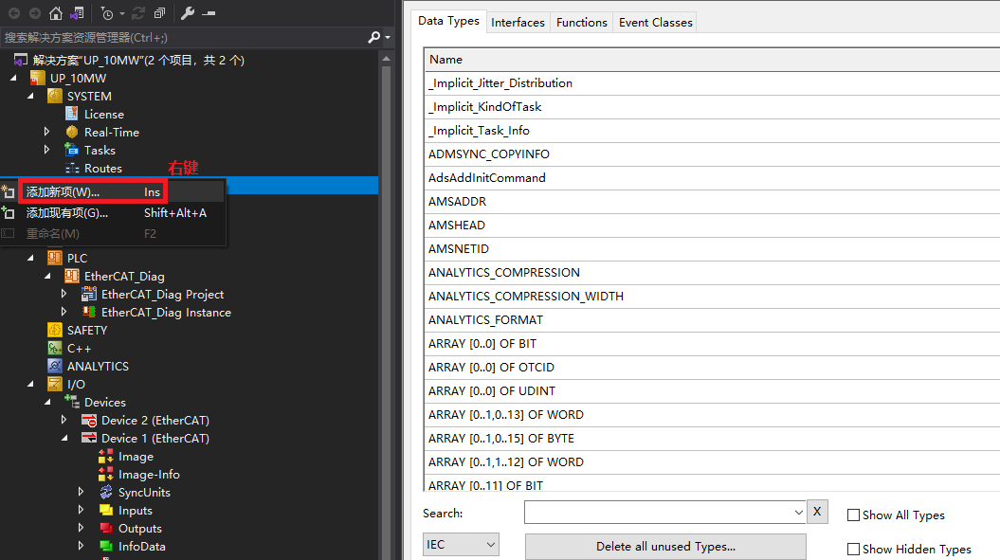 搜索解决方案资源管理器(Ctrl+;)
解决方案"UP_10MW"(2 个项目，共 2 个)
UP_10MW
SYSTEM
License
Real-Time
Tasks
Routes
右键
添加新项(W)... Ins
添加现有项(G)... Shift+Alt+A
重命名(M) F2
PLC
EtherCAT_Diag
EtherCAT_Diag Project
EtherCAT_Diag Instance
SAFETY
C++
ANALYTICS
I/O
Devices
Device 2 (EtherCAT)
Device 1 (EtherCAT)
Image
Image-Info
SyncUnits
Inputs
Outputs
InfoData
Data Types Interfaces Functions Event Classes
Name
_Implicit_Jitter_Distribution
_Implicit_KindOfTask
_Implicit_Task_Info
ADMSYNC_COPYINFO
AdsAddInitCommand
AMSADDR
AMSHEAD
AMSNETID
ANALYTICS_COMPRESSION
ANALYTICS_COMPRESSION_WIDTH
ANALYTICS_FORMAT
ARRAY [0..0] OF BIT
ARRAY [0..0] OF OTCID
ARRAY [0..0] OF UDINT
ARRAY [0..1,0..13] OF WORD
ARRAY [0..1,0..15] OF BYTE
ARRAY [0..1,1..12] OF WORD
ARRAY [0..11] OF BIT
Search: X Show All Types
IEC Delete all unused Types... Show Hidden Types